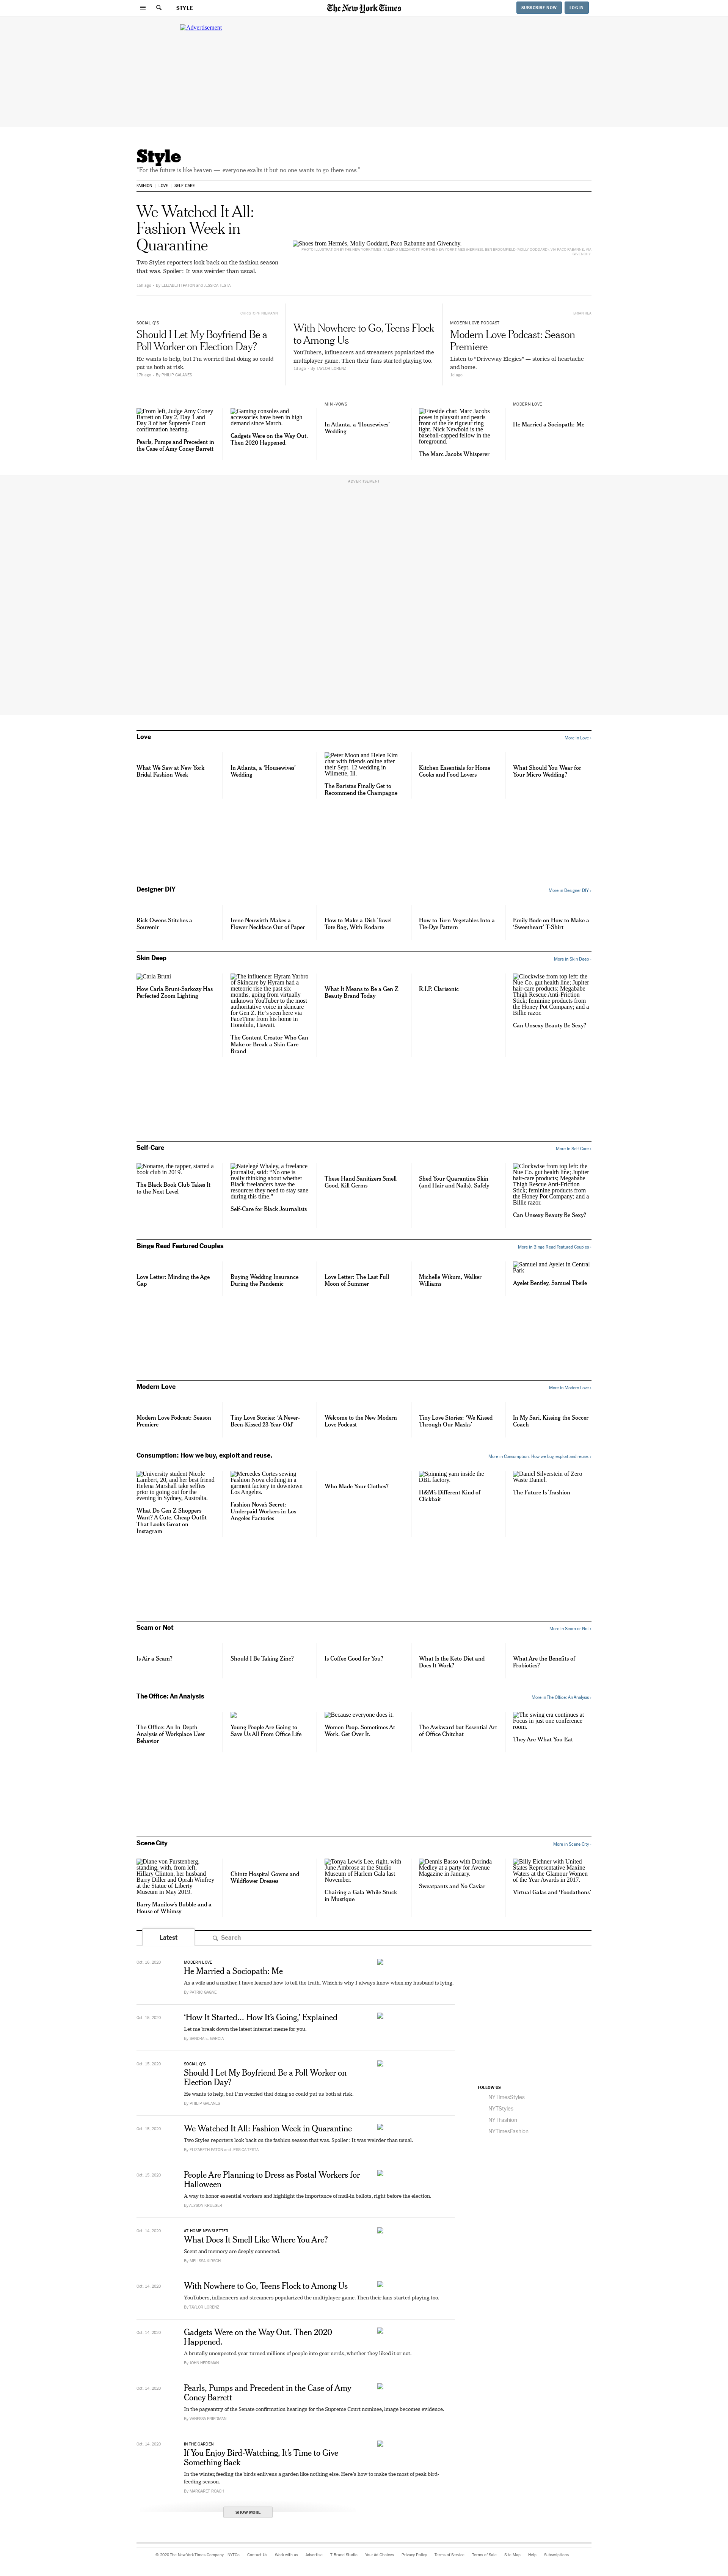 STYLE
The New York Times
SUBSCRIBE NOW
LOG IN
Advertisement
Style
"For the future is like heaven — everyone exalts it but no one wants to go there now."
FASHION
LOVE
SELF-CARE
We Watched It All:
Fashion Week in
Quarantine
Two Styles reporters look back on the fashion season
that was. Spoiler: It was weirder than usual.
By ELIZABETH PATON and JESSICA TESTA
Shoes from Hermès, Molly Goddard, Paco Rabanne and Givenchy.
SOCIAL Q'S
Should I Let My Boyfriend Be a
Poll Worker on Election Day?
He wants to help, but I'm worried that doing so could
put us both at risk.
17h ago · By PHILIP GALANES
With Nowhere to Go, Teens Flock
to Among Us
YouTubers, influencers and streamers popularized the
multiplayer game. Then their fans started playing too.
1d ago · By TAYLOR LORENZ
MODERN LOVE PODCAST
Modern Love Podcast: Season
Premiere
Listen to "Driveway Elegies" — stories of heartache
and home.
1d ago
From left, Judge Amy Coney
Barrett on Day 2, Day 1 and
Day 3 of her Supreme Court
confirmation hearing.
Pearls, Pumps and Precedent in
the Case of Amy Coney Barrett
Gaming consoles and
accessories have been in high
demand since March.
Gadgets Were on the Way Out.
Then 2020 Happened.
MINI-VOWS
In Atlanta, a 'Housewives'
Wedding
Fireside chat: Marc Jacobs
poses in playsuit and pearls
front of the de rigueur ring
light. Nick Newbold is the
baseball-capped fellow in the
foreground.
The Marc Jacobs Whisperer
MODERN LOVE
He Married a Sociopath: Me
ADVERTISEMENT
Love
More in Love ›
What We Saw at New York
Bridal Fashion Week
In Atlanta, a 'Housewives'
Wedding
Peter Moon and Helen Kim
chat with friends online after
their Sept. 12 wedding in
Wilmette, Ill.
The Baristas Finally Get to
Recommend the Champagne
Kitchen Essentials for Home
Cooks and Food Lovers
What Should You Wear for
Your Micro Wedding?
Designer DIY
More in Designer DIY ›
Rick Owens Stitches a
Souvenir
Irene Neuwirth Makes a
Flower Necklace Out of Paper
How to Make a Dish Towel
Tote Bag, With Rodarte
How to Turn Vegetables Into a
Tie-Dye Pattern
Emily Bode on How to Make a
'Sweetheart' T-Shirt
Skin Deep
More in Skin Deep ›
Carla Bruni
How Carla Bruni-Sarkozy Has
Perfected Zoom Lighting
The influencer Hyram Yarbro
of Skincare by Hyram had a
meteoric rise the past six
months, going from virtually
unknown YouTuber to the most
authoritative voice in skincare
for Gen Z. He's seen here via
FaceTime from his home in
Honolulu, Hawaii.
The Content Creator Who Can
Make or Break a Skin Care
Brand
What It Means to Be a Gen Z
Beauty Brand Today
R.I.P. Clarisonic
Clockwise from top left: the
Nue Co. gut health line; Jupiter
hair-care products; Megababe
Thigh Rescue Anti-Friction
Stick; feminine products from
the Honey Pot Company; and a
Billie razor.
Can Unsexy Beauty Be Sexy?
Self-Care
More in Self-Care ›
Noname, the rapper, started a
book club in 2019.
The Black Book Club Takes It
to the Next Level
Natelegé Whaley, a freelance
journalist, said: "No one is
really thinking about whether
Black freelancers have the
resources they need to stay sane
during this time."
Self-Care for Black Journalists
These Hand Sanitizers Smell
Good, Kill Germs
Shed Your Quarantine Skin
(and Hair and Nails), Safely
Clockwise from top left: the
Nue Co. gut health line; Jupiter
hair-care products; Megababe
Thigh Rescue Anti-Friction
Stick; feminine products from
the Honey Pot Company; and a
Billie razor.
Can Unsexy Beauty Be Sexy?
Binge Read Featured Couples
More in Binge Read Featured Couples ›
Love Letter: Minding the Age
Gap
Buying Wedding Insurance
During the Pandemic
Love Letter: The Last Full
Moon of Summer
Michelle Wikum, Walker
Williams
Samuel and Ayelet in Central
Park
Ayelet Bentley, Samuel Theile
Modern Love
More in Modern Love ›
Modern Love Podcast: Season
Premiere
Tiny Love Stories: 'A Never-
Been-Kissed 23-Year-Old'
Welcome to the New Modern
Love Podcast
Tiny Love Stories: 'We Kissed
Through Our Masks'
In My Sari, Kissing the Soccer
Coach
Consumption: How we buy, exploit and reuse.
More in Consumption: How we buy, exploit and reuse. ›
University student Nicole
Lambert, 20, and her best friend
Helena Marshall take selfies
prior to going out for the
evening in Sydney, Australia.
What Do Gen Z Shoppers
Want? A Cute, Cheap Outfit
That Looks Great on
Instagram
Mercedes Cortes sewing
Fashion Nova clothing in a
garment factory in downtown
Los Angeles.
Fashion Nova's Secret:
Underpaid Workers in Los
Angeles Factories
Who Made Your Clothes?
Spinning yarn inside the
DBL factory.
H&M's Different Kind of
Clickbait
Daniel Silverstein of Zero
Waste Daniel.
The Future Is Trashion
Scam or Not
More in Scam or Not ›
Is Air a Scam?
Should I Be Taking Zinc?
Is Coffee Good for You?
What Is the Keto Diet and
Does It Work?
What Are the Benefits of
Probiotics?
The Office: An Analysis
More in The Office: An Analysis ›
The Office: An In-Depth
Analysis of Workplace User
Behavior
Young People Are Going to
Save Us All From Office Life
Because everyone does it.
Women Poop. Sometimes At
Work. Get Over It.
The Awkward but Essential Art
of Office Chitchat
The swing era continues at
Focus in just one conference
room.
They Are What You Eat
Scene City
More in Scene City ›
Diane von Furstenberg,
standing, with, from left,
Hillary Clinton, her husband
Barry Diller and Oprah Winfrey
at the Statue of Liberty
Museum in May 2019.
Barry Manilow's Bubble and a
House of Whimsy
Chintz Hospital Gowns and
Wildflower Dresses
Tonya Lewis Lee, right, with
June Ambrose at the Studio
Museum of Harlem Gala last
November.
Chairing a Gala While Stuck
in Mustique
Dennis Basso with Dorinda
Medley at a party for Avenue
Magazine in January.
Sweatpants and No Caviar
Billy Eichner with United
States Representative Maxine
Waters at the Glamour Women
of the Year Awards in 2017.
Virtual Galas and 'Foodathons'
Latest
Search
Oct. 16, 2020
MODERN LOVE
He Married a Sociopath: Me
As a wife and a mother, I have learned how to tell the truth. Which is why I always know when my husband is lying.
By PATRIC GAGNE
Oct. 16, 2020
'How It Started... How It's Going,' Explained
Let me break down the latest internet meme for you.
By SANDRA E. GARCIA
Oct. 15, 2020
SOCIAL Q'S
Should I Let My Boyfriend Be a Poll Worker on
Election Day?
He wants to help, but I'm worried that doing so could put us both at risk.
By PHILIP GALANES
Oct. 15, 2020
We Watched It All: Fashion Week in Quarantine
Two Styles reporters look back on the fashion season that was. Spoiler: It was weirder than usual.
By ELIZABETH PATON and JESSICA TESTA
Oct. 15, 2020
People Are Planning to Dress as Postal Workers for
Halloween
A way to honor essential workers and highlight the importance of mail-in ballots, right before the election.
By ALYSON KRUEGER
Oct. 14, 2020
AT HOME NEWSLETTER
What Does It Smell Like Where You Are?
Scent and memory are deeply connected.
By MELISSA KIRSCH
Oct. 14, 2020
With Nowhere to Go, Teens Flock to Among Us
YouTubers, influencers and streamers popularized the multiplayer game. Then their fans started playing too.
By TAYLOR LORENZ
Oct. 14, 2020
Gadgets Were on the Way Out. Then 2020
Happened.
A brutally unexpected year turned millions of people into gear nerds, whether they liked it or not.
By JOHN HERRMAN
Oct. 14, 2020
Pearls, Pumps and Precedent in the Case of Amy
Coney Barrett
In the pageantry of the Senate confirmation hearings for the Supreme Court nominee, image becomes evidence.
By VANESSA FRIEDMAN
Oct. 14, 2020
IN THE GARDEN
If You Enjoy Bird-Watching, It's Time to Give
Something Back
In the winter, feeding the birds enlivens a garden like nothing else. Here's how to make the most of peak bird-
feeding season.
By MARGARET ROACH
SHOW MORE
FOLLOW US
NYTimesStyles
NYTStyles
NYTFashion
NYTimesFashion
© 2020 The New York Times Company
NYTCo
Contact Us
Work with us
Advertise
T Brand Studio
Your Ad Choices
Privacy Policy
Terms of Service
Terms of Sale
Site Map
Help
Subscriptions